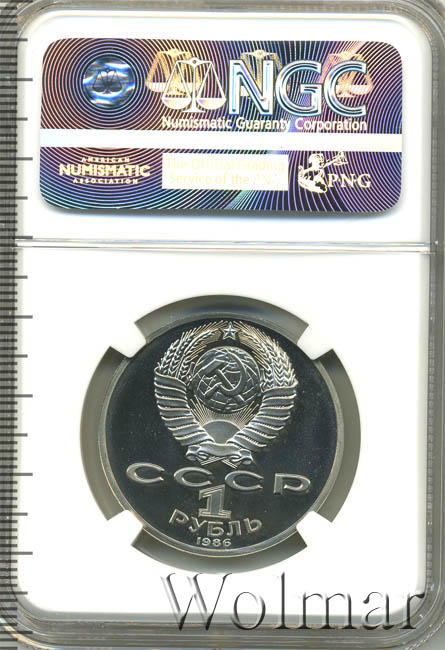 NGC
Numismatic Guaranty Corporation
AMERICAN
NUMISMATIC
ASSOCIATION
The Official Grading
Service of the
PNG
СССР
1
РУБЛЬ
1986
Wolmar